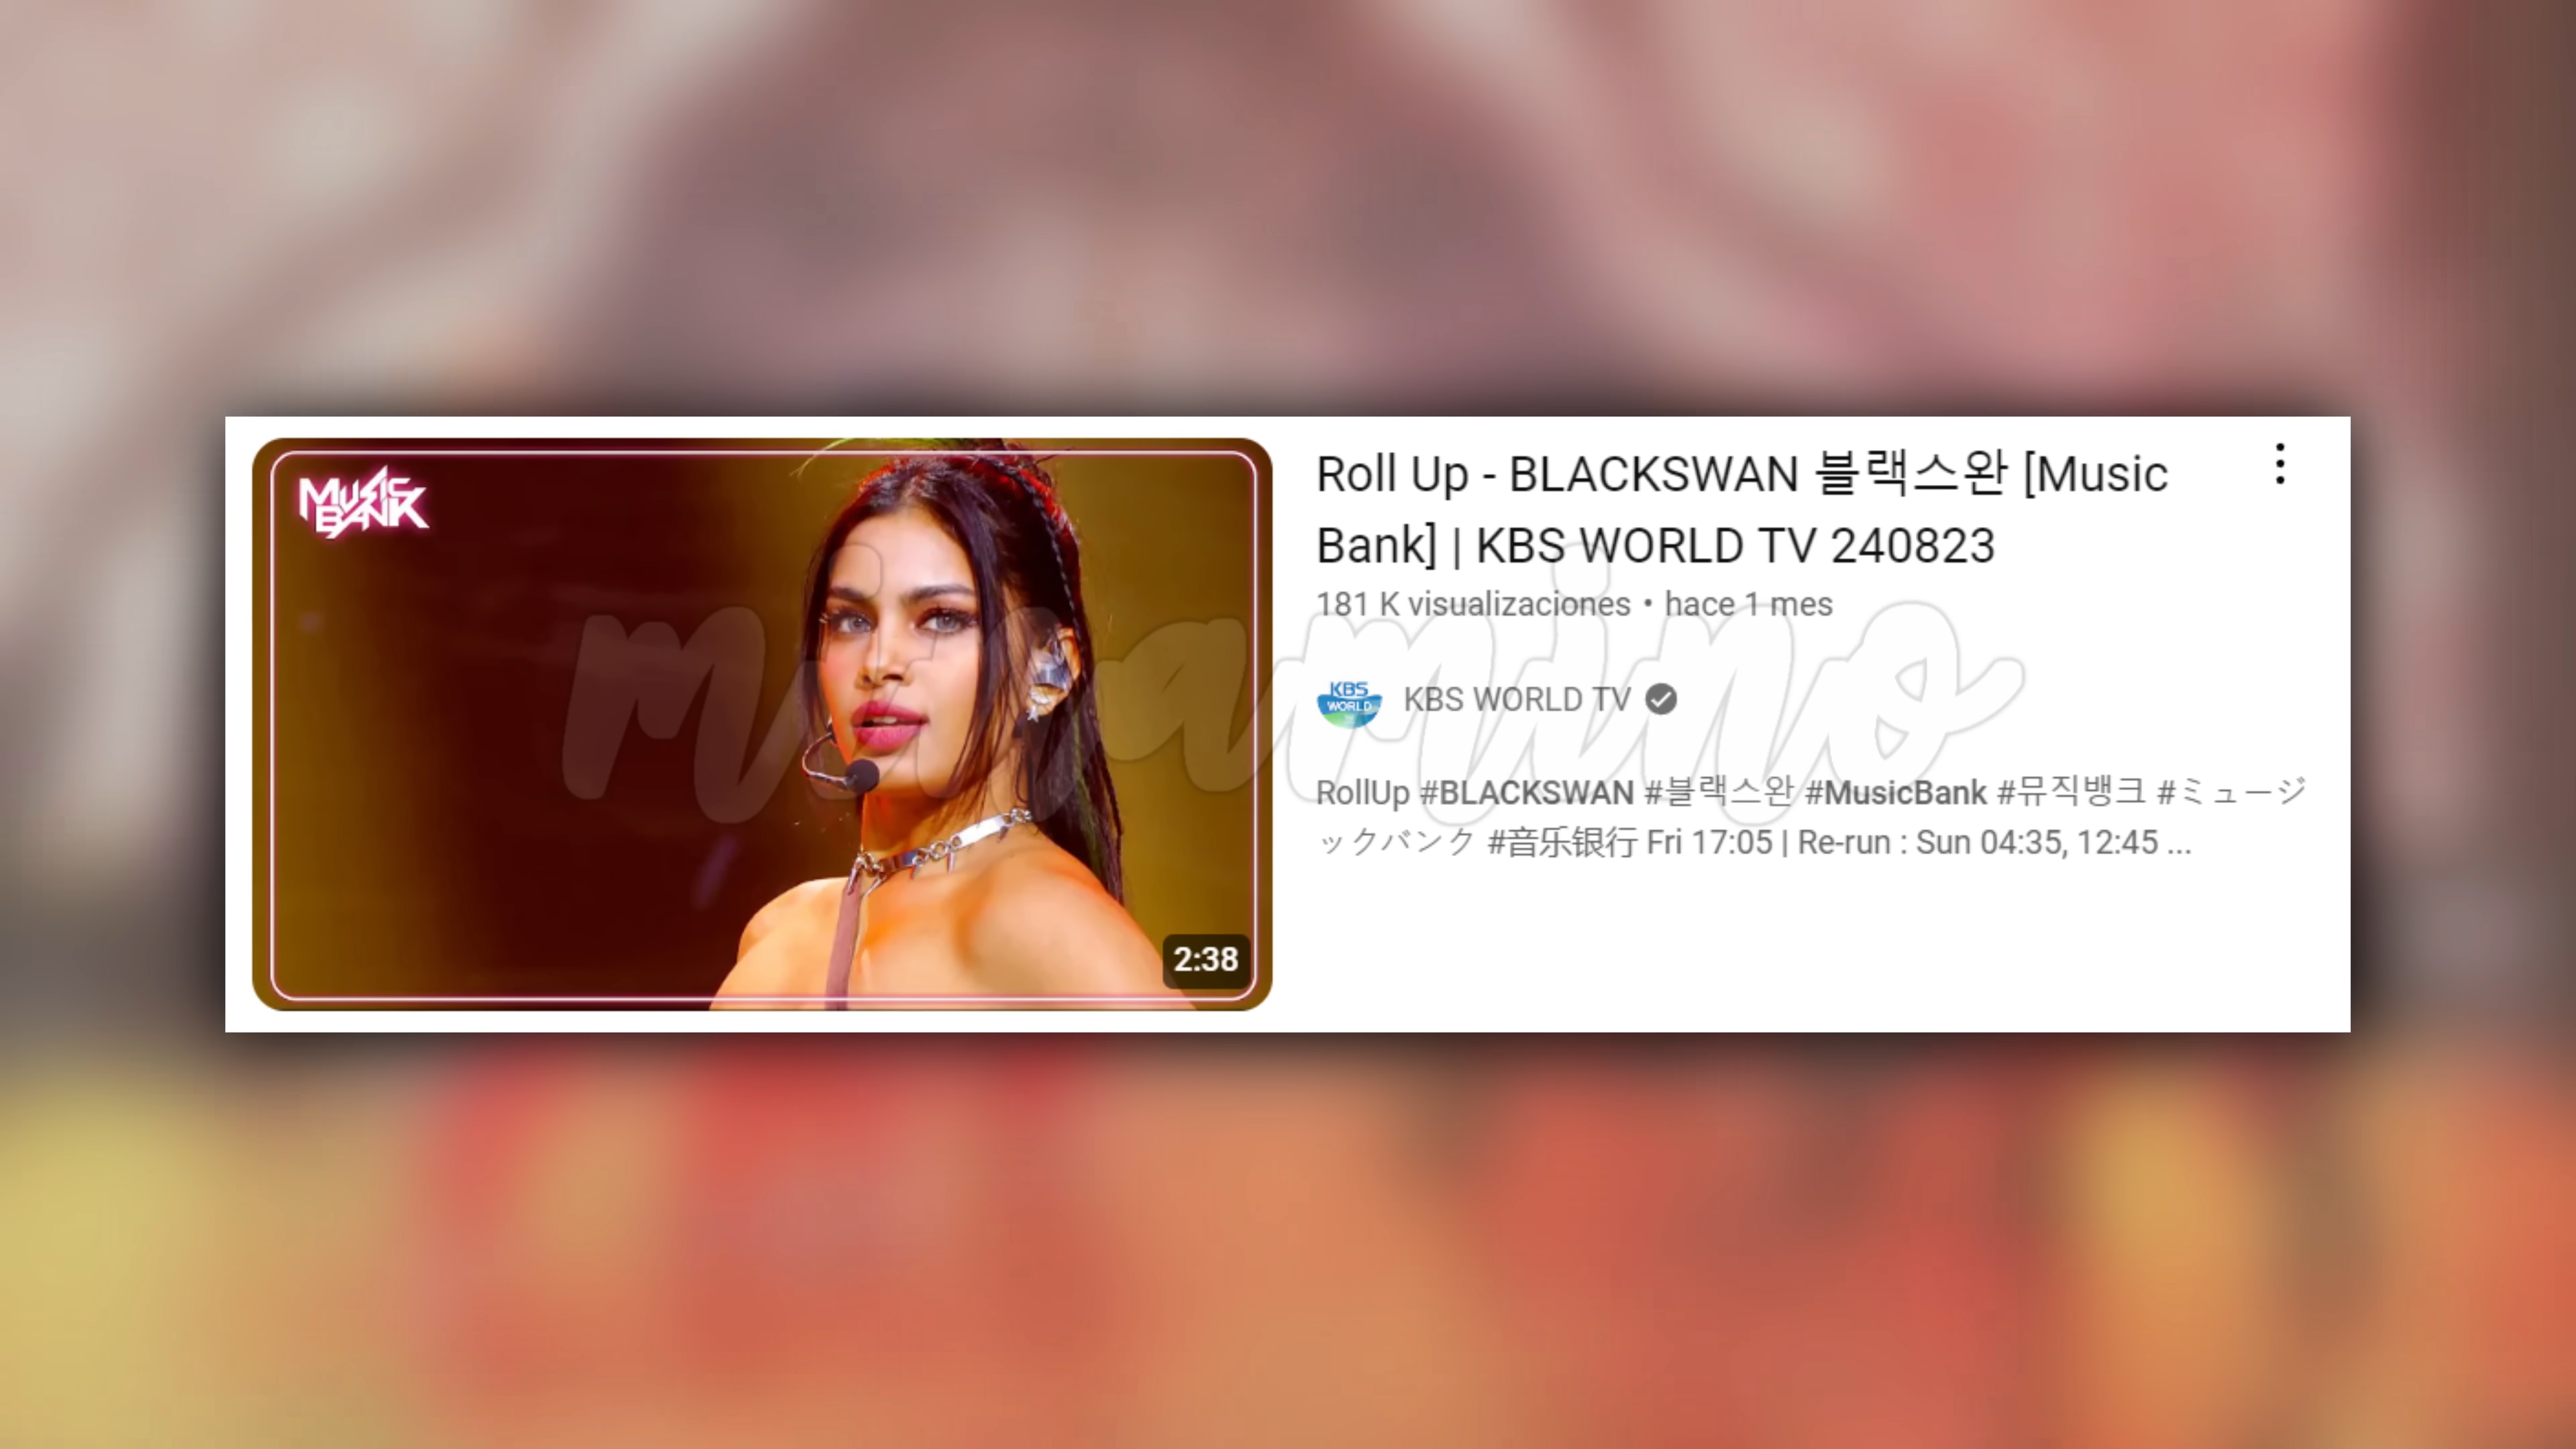 MUSIC
BANK
2:38
Roll Up - BLACKSWAN 블랙스완 [Music
Bank] | KBS WORLD TV 240823
181 K visualizaciones • hace 1 mes
KBS
WORLD
KBS WORLD TV
RollUp #BLACKSWAN #블랙스완 #MusicBank #뮤직뱅크 #ミュージ
ックバンク #音乐银行 Fri 17:05 | Re-run : Sun 04:35, 12:45 ...